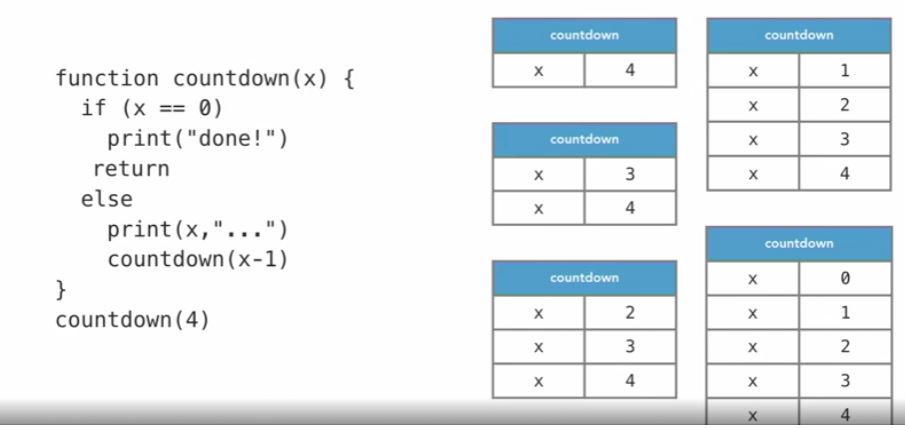 function countdown(x) {
if (x == 0)
print("done!")
return
else
print(x,"...")
countdown(x-1)
}
countdown(4)
countdown
x 4
countdown
x 3
x 4
countdown
x 2
x 3
x 4
countdown
x 1
x 2
x 3
x 4
countdown
x 0
x 1
x 2
x 3
x 4